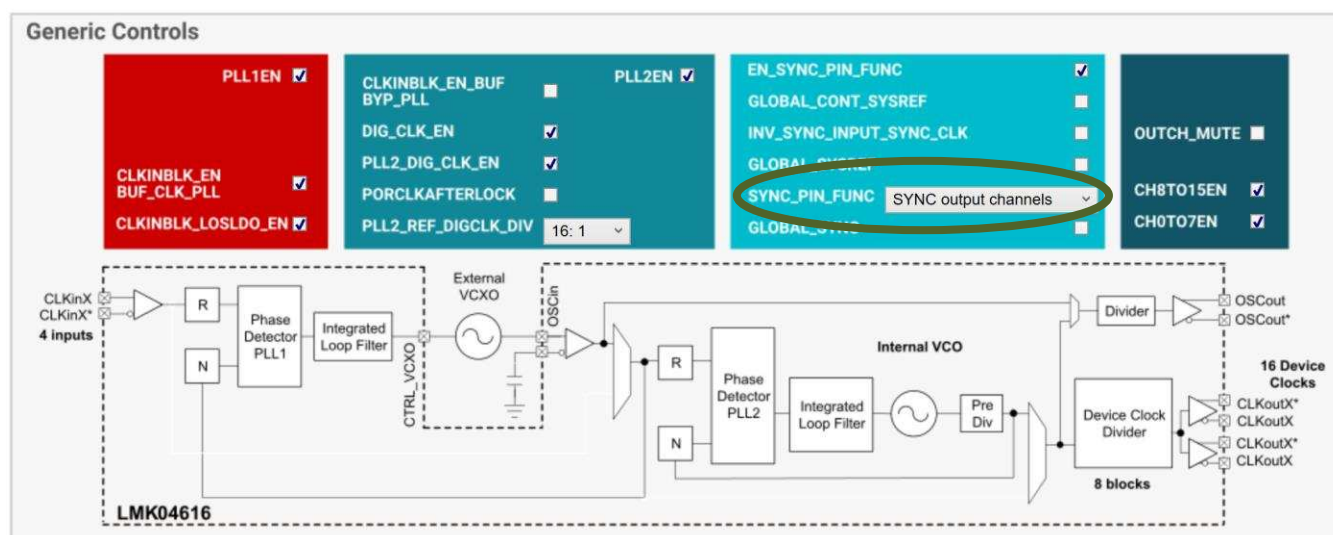 Generic Controls
PLL1EN
CLKINBLK_EN
BUF_CLK_PLL
CLKINBLK_LOSLDO_EN
CLKINBLK_EN_BUF
BYP_PLL
PLL2EN
DIG_CLK_EN
PLL2_DIG_CLK_EN
PORCLKAFTERLOCK
PLL2_REF_DIGCLK_DIV 16: 1
EN_SYNC_PIN_FUNC
GLOBAL_CONT_SYSREF
INV_SYNC_INPUT_SYNC_CLK
GLOBAL_SYSREF
SYNC_PIN_FUNC SYNC output channels
GLOBAL_SYNC
OUTCH_MUTE
CH8TO15EN
CH0TO7EN
CLKinX
CLKinX*
4 inputs
R
N
Phase
Detector
PLL1
Integrated
Loop Filter
CTRL_VCXO
External
VCXO
OSCin
R
N
Phase
Detector
PLL2
Integrated
Loop Filter
Internal VCO
Pre
Div
Divider
OSCout
OSCout*
Device Clock
Divider
8 blocks
16 Device
Clocks
CLKoutX*
CLKoutX
CLKoutX*
CLKoutX
LMK04616